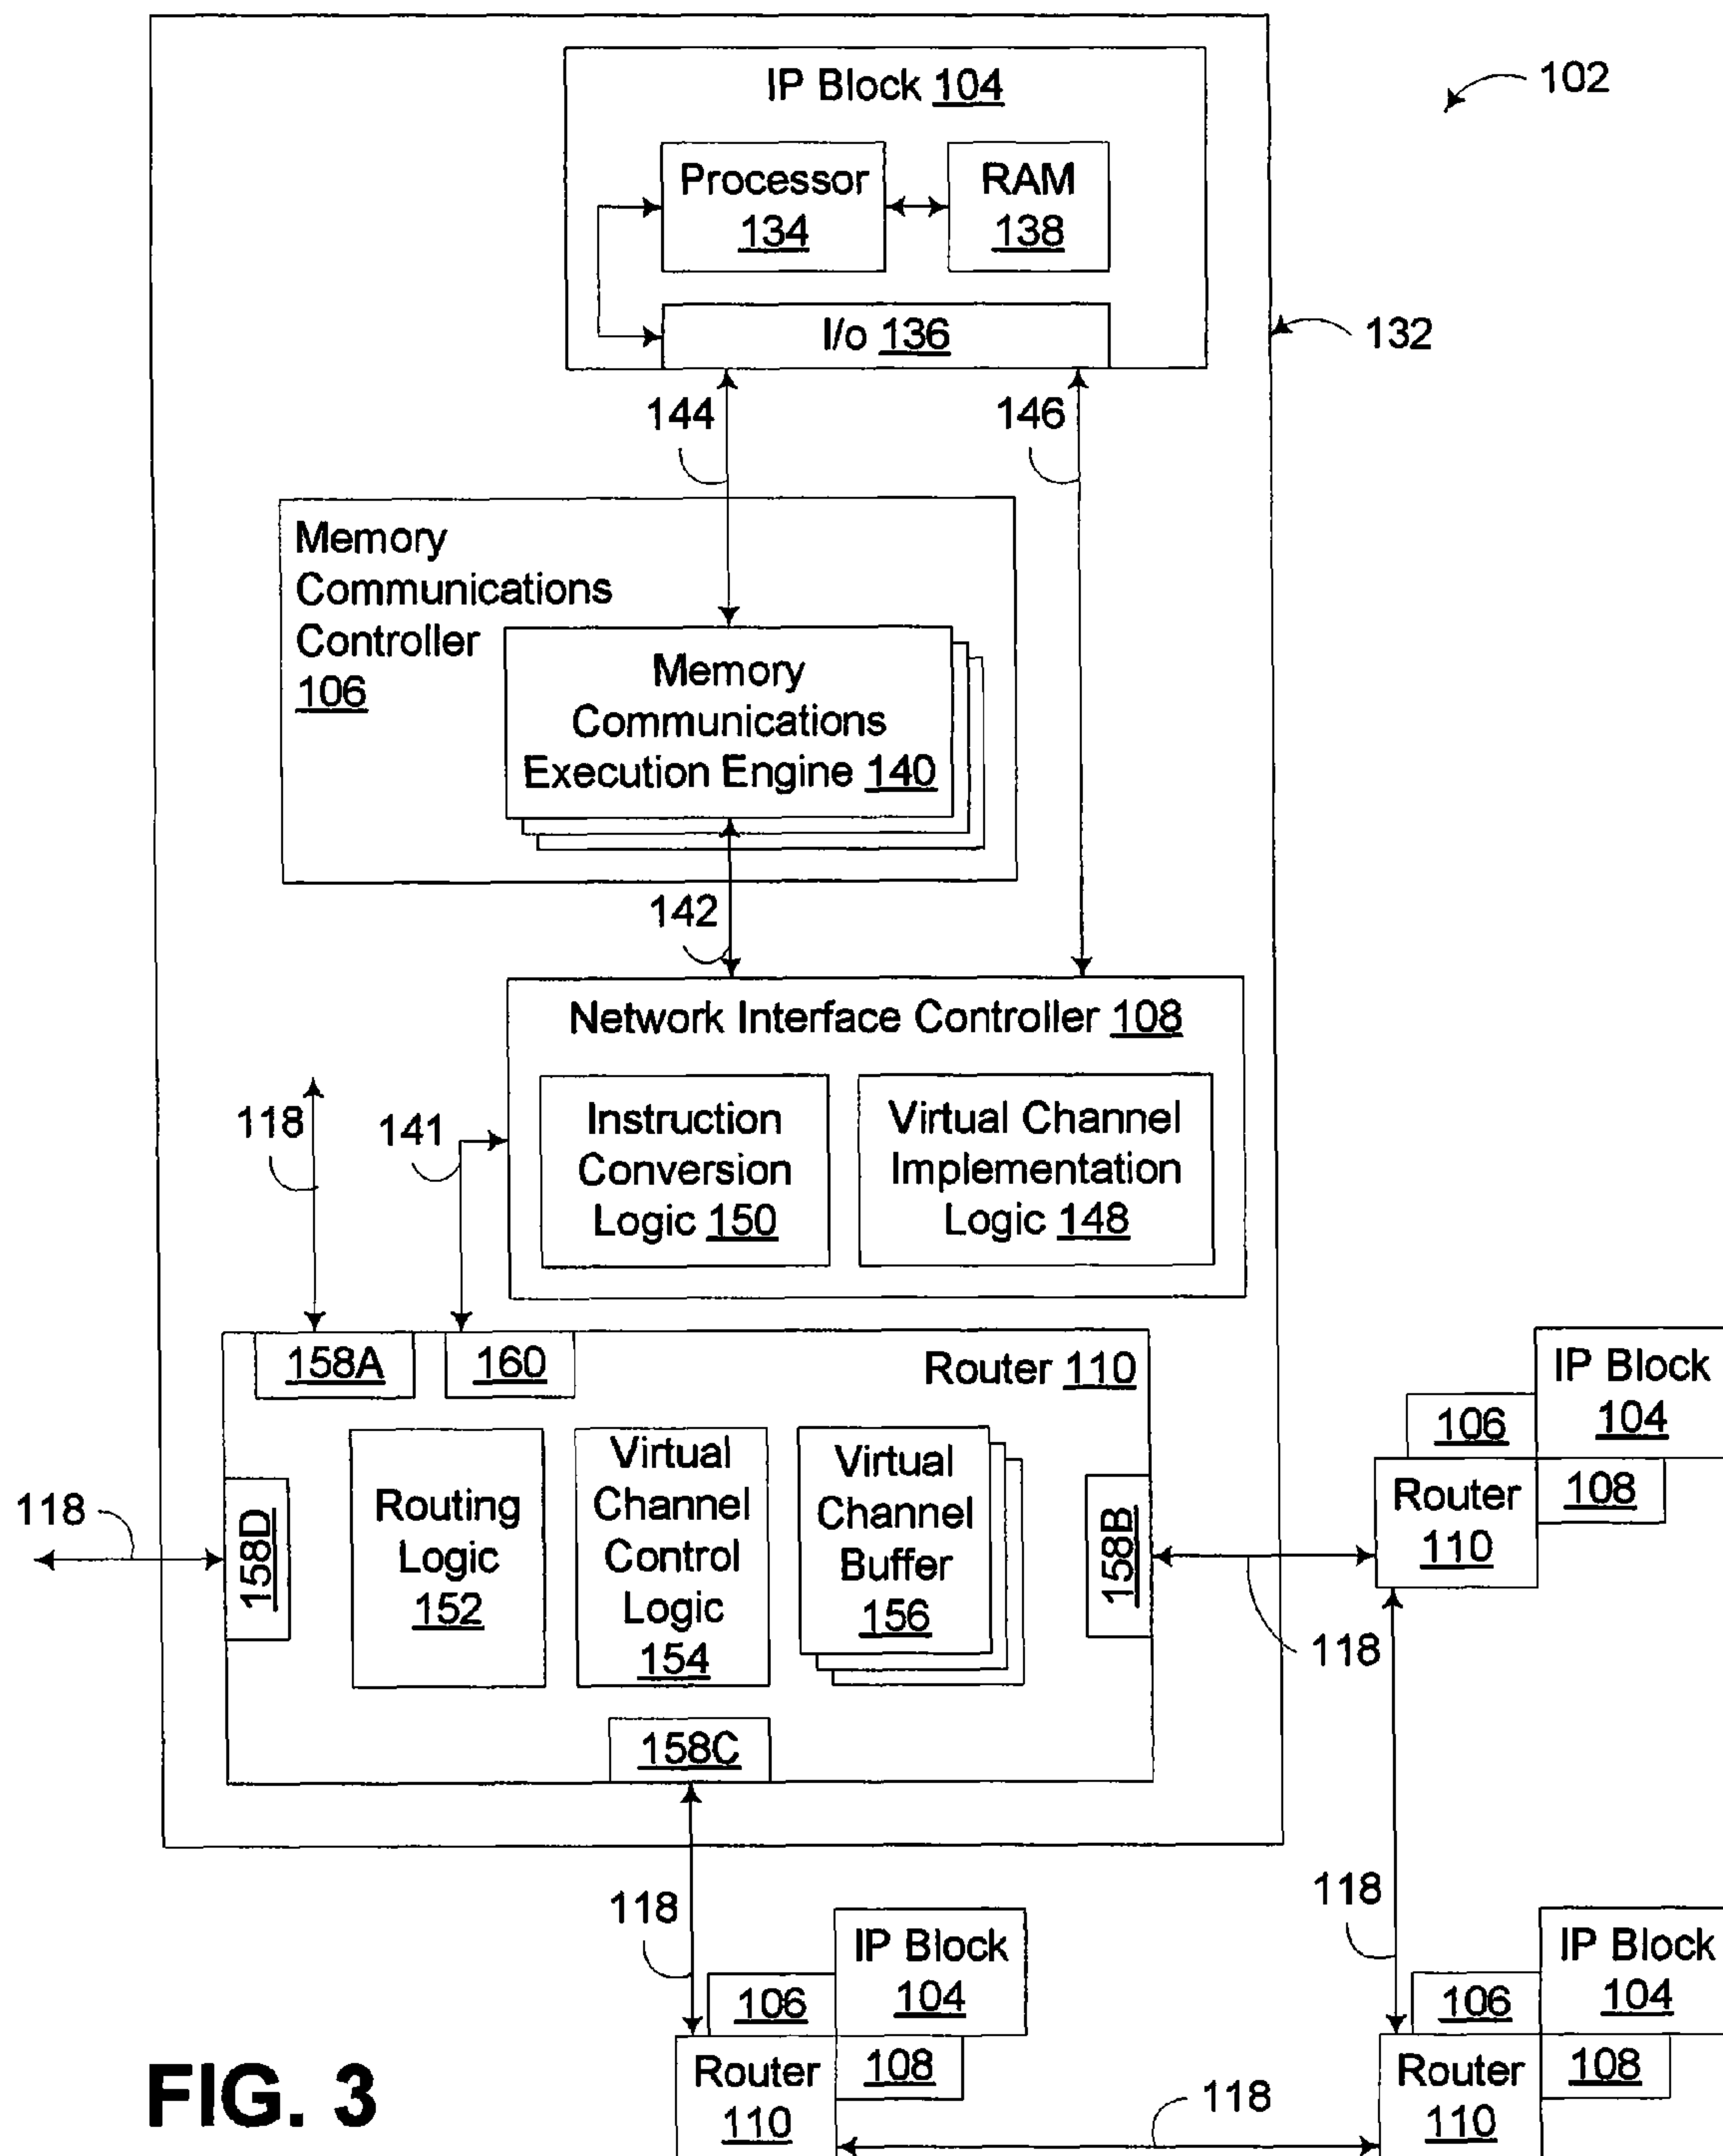 IP Block 104
102
Processor
134
RAM
138
I/o 136
132
144
146
Memory
Communications
Controller
106
Memory
Communications
Execution Engine 140
142
Network Interface Controller 108
118
141
Instruction
Conversion
Logic 150
Virtual Channel
Implementation
Logic 148
158A
160
Router 110
IP Block
104
106
Router
110
108
118
158D
Routing
Logic
152
Virtual
Channel
Control
Logic
154
Virtual
Channel
Buffer
156
158B
118
158C
118
118
IP Block
104
106
Router
110
108
IP Block
104
106
Router
110
108
118
FIG. 3